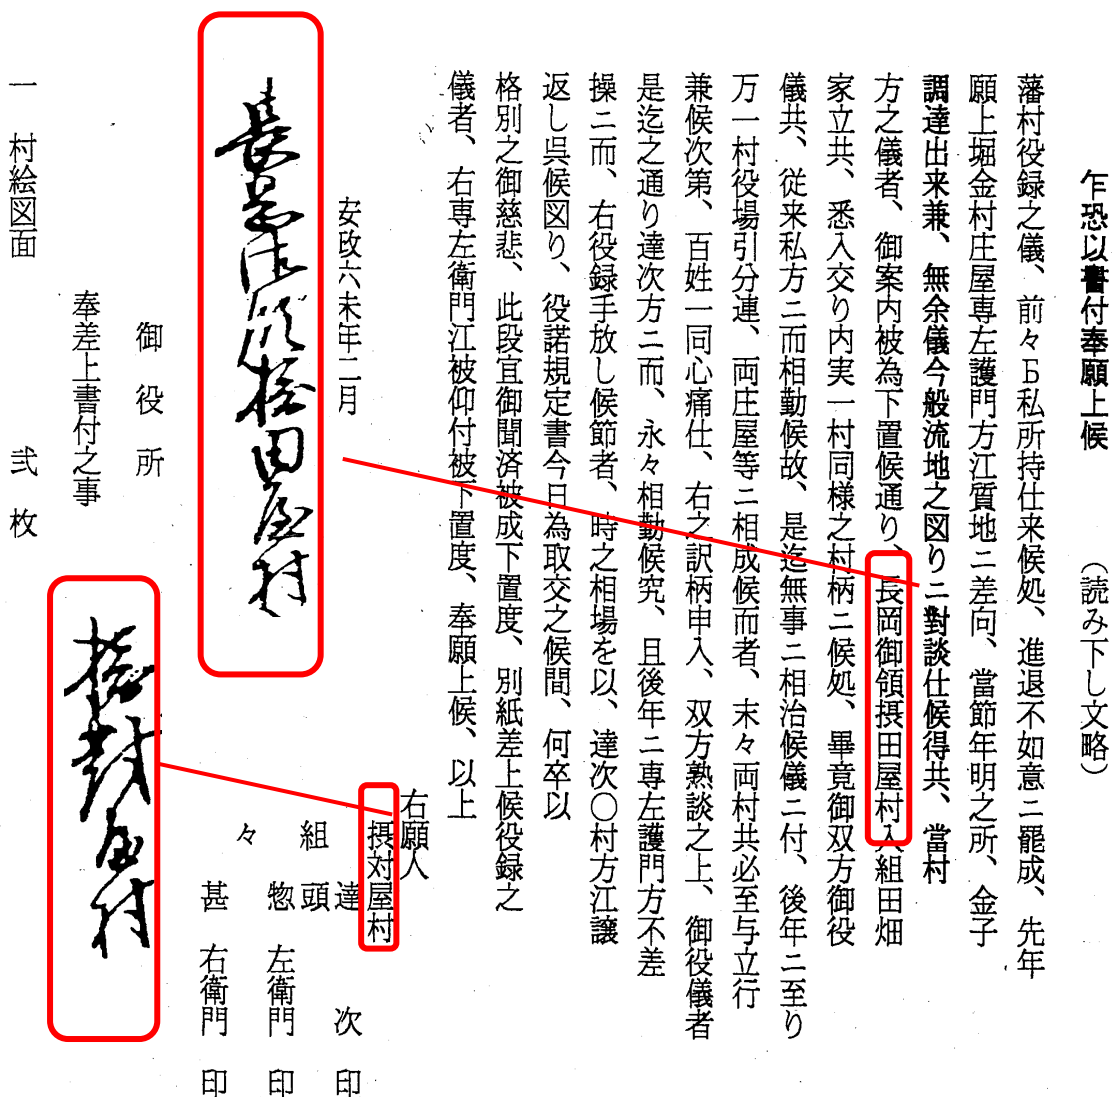 乍恐以書付奉願上候　　（読み下し文略）
藩村役録之儀、前々ゟ私所持仕来候処、進退不如意ニ罷成、先年
願上堀金村庄屋専左護門方江質地ニ差向、當節年明之所、金子
調達出来兼、無余儀今般流地之図りニ對談仕候得共、當村
方之儀者、御案内被為下置候通り、長岡御領摂田屋村入組田畑
家立共、悉入交り内実一村同様之村柄ニ候処、畢竟御双方御役
儀共、従来私方ニ而相勤候故、是迄無事ニ相治候儀ニ付、後年ニ至り
万一村役場引分連、両庄屋等ニ相成候而者、末々両村共必至与立行
兼候次第、百姓一同心痛仕、右之訳柄申入、双方熟談之上、御役儀者
是迄之通り達次方ニ而、永々相勤候究、且後年ニ専左護門方不差
操ニ而、右役録手放し候節者、時之相場を以、達次〇村方江譲
返し呉候図り、役諾規定書今日為取交之候間、何卒以
格別之御慈悲、此段宜御聞済被成下置度、別紙差上候役録之
儀者、右専左衛門江被仰付被下置度、奉願上候、以上
右願人
摂対屋村
達次印
組頭
惣左衛門印
々
甚右衛門印
安政六未年二月
長岡御領摂田屋村
御役所
奉差上書付之事
摂対屋村
一　村絵図面　　弐枚